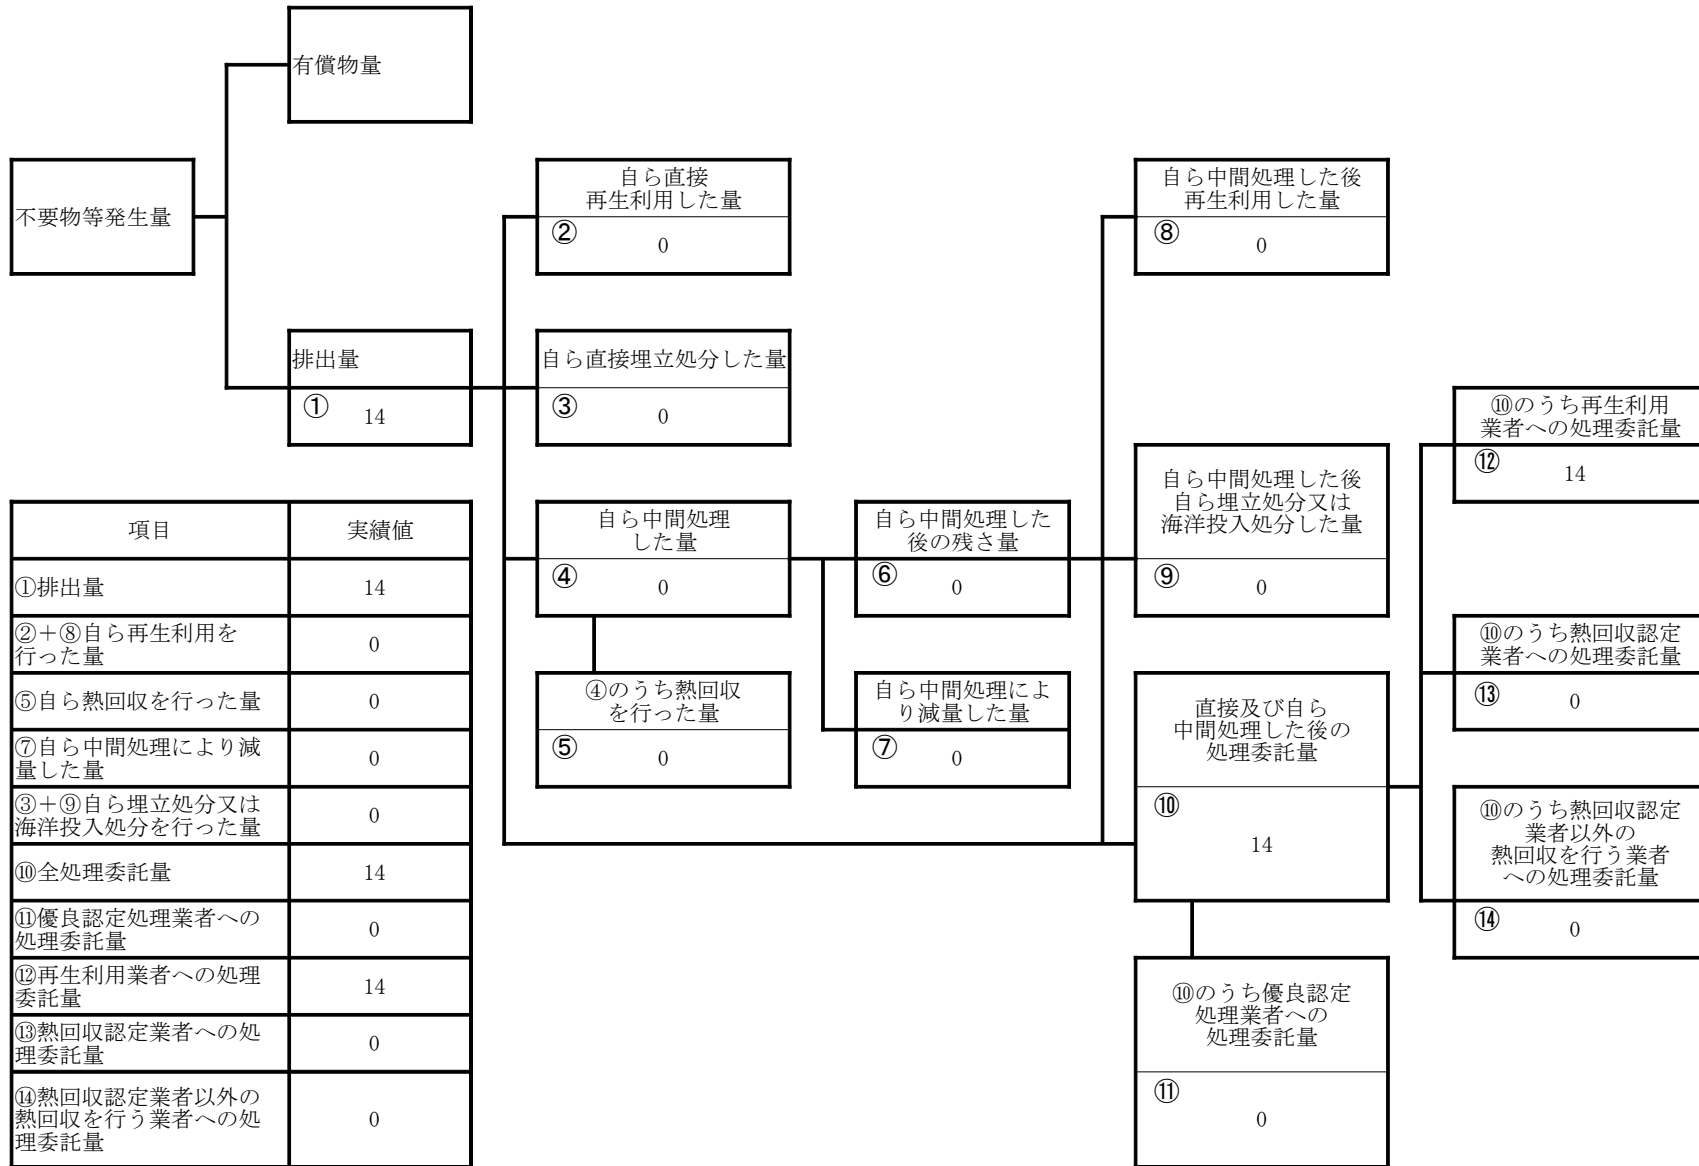 有償物量
不要物等発生量
排出量
①
14
自ら直接
再生利用した量
②
0
自ら直接埋立処分した量
③
0
自ら中間処理
した量
④
0
④のうち熱回収
を行った量
⑤
0
自ら中間処理した
後の残さ量
⑥
0
自ら中間処理によ
り減量した量
⑦
0
自ら中間処理した後
再生利用した量
⑧
0
自ら中間処理した後
自ら埋立処分又は
海洋投入処分した量
⑨
0
直接及び自ら
中間処理した後の
処理委託量
⑩
14
⑩のうち優良認定
処理業者への
処理委託量
⑪
0
⑩のうち再生利用
業者への処理委託量
⑫
14
⑩のうち熱回収認定
業者への処理委託量
⑬
0
⑩のうち熱回収認定
業者以外の
熱回収を行う業者
への処理委託量
⑭
0
項目 実績値
①排出量 14
②＋⑧自ら再生利用を
行った量 0
⑤自ら熱回収を行った量 0
⑦自ら中間処理により減
量した量 0
③＋⑨自ら埋立処分又は
海洋投入処分を行った量 0
⑩全処理委託量 14
⑪優良認定処理業者への
処理委託量 0
⑫再生利用業者への処理
委託量 14
⑬熱回収認定業者への処
理委託量 0
⑭熱回収認定業者以外の
熱回収を行う業者への処
理委託量 0